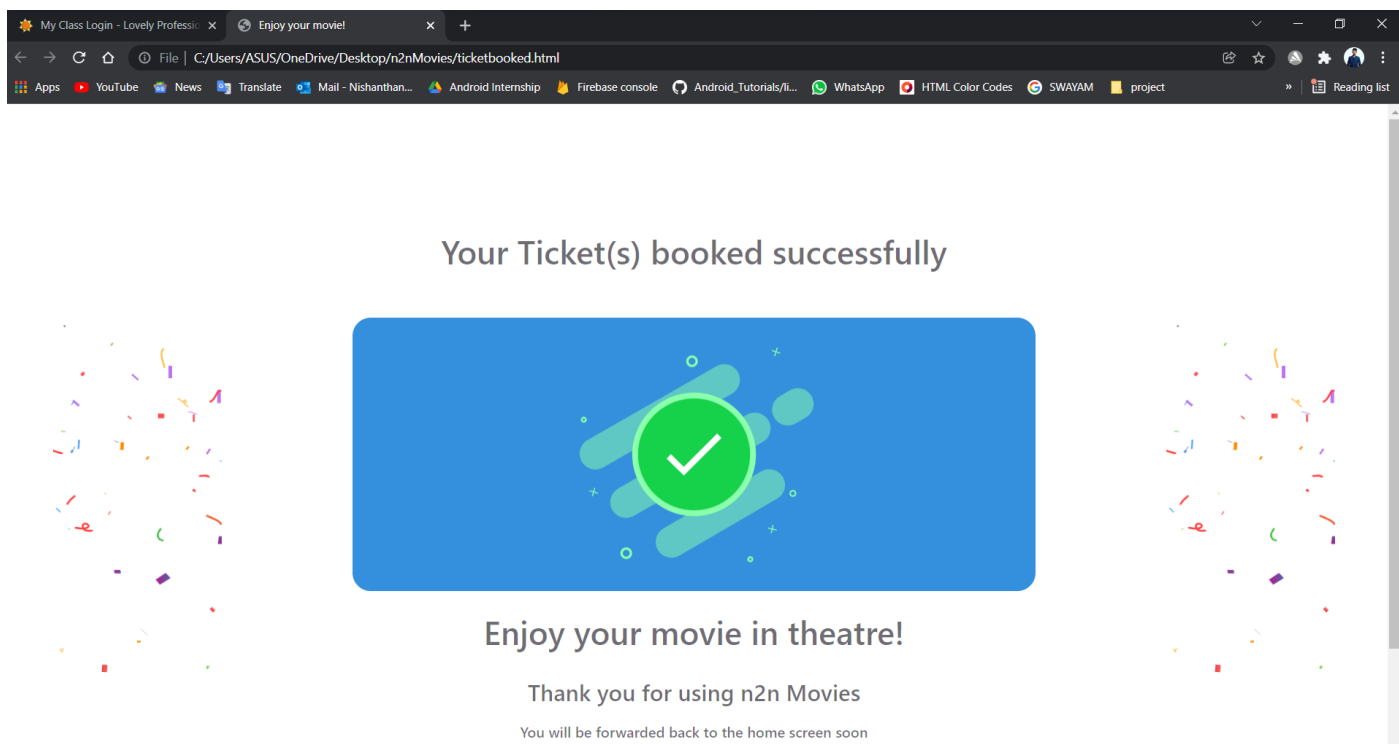 My Class Login - Lovely Professio
Enjoy your movie!
File | C:/Users/ASUS/OneDrive/Desktop/n2nMovies/ticketbooked.html
Apps YouTube News Translate Mail - Nishanthan... Android Internship Firebase console Android_Tutorials/li... WhatsApp HTML Color Codes SWAYAM project » Reading list
Your Ticket(s) booked successfully
Enjoy your movie in theatre!
Thank you for using n2n Movies
You will be forwarded back to the home screen soon